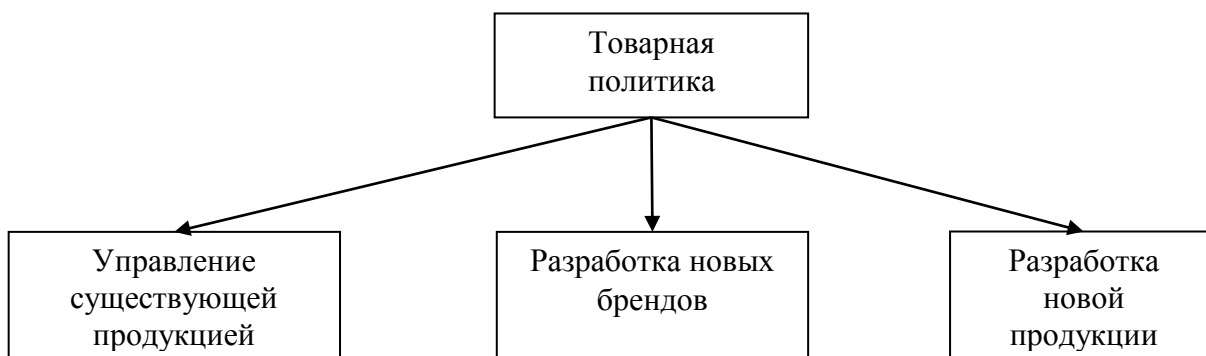 Товарная
политика
Управление
существующей
продукцией
Разработка новых
брендов
Разработка
новой
продукции